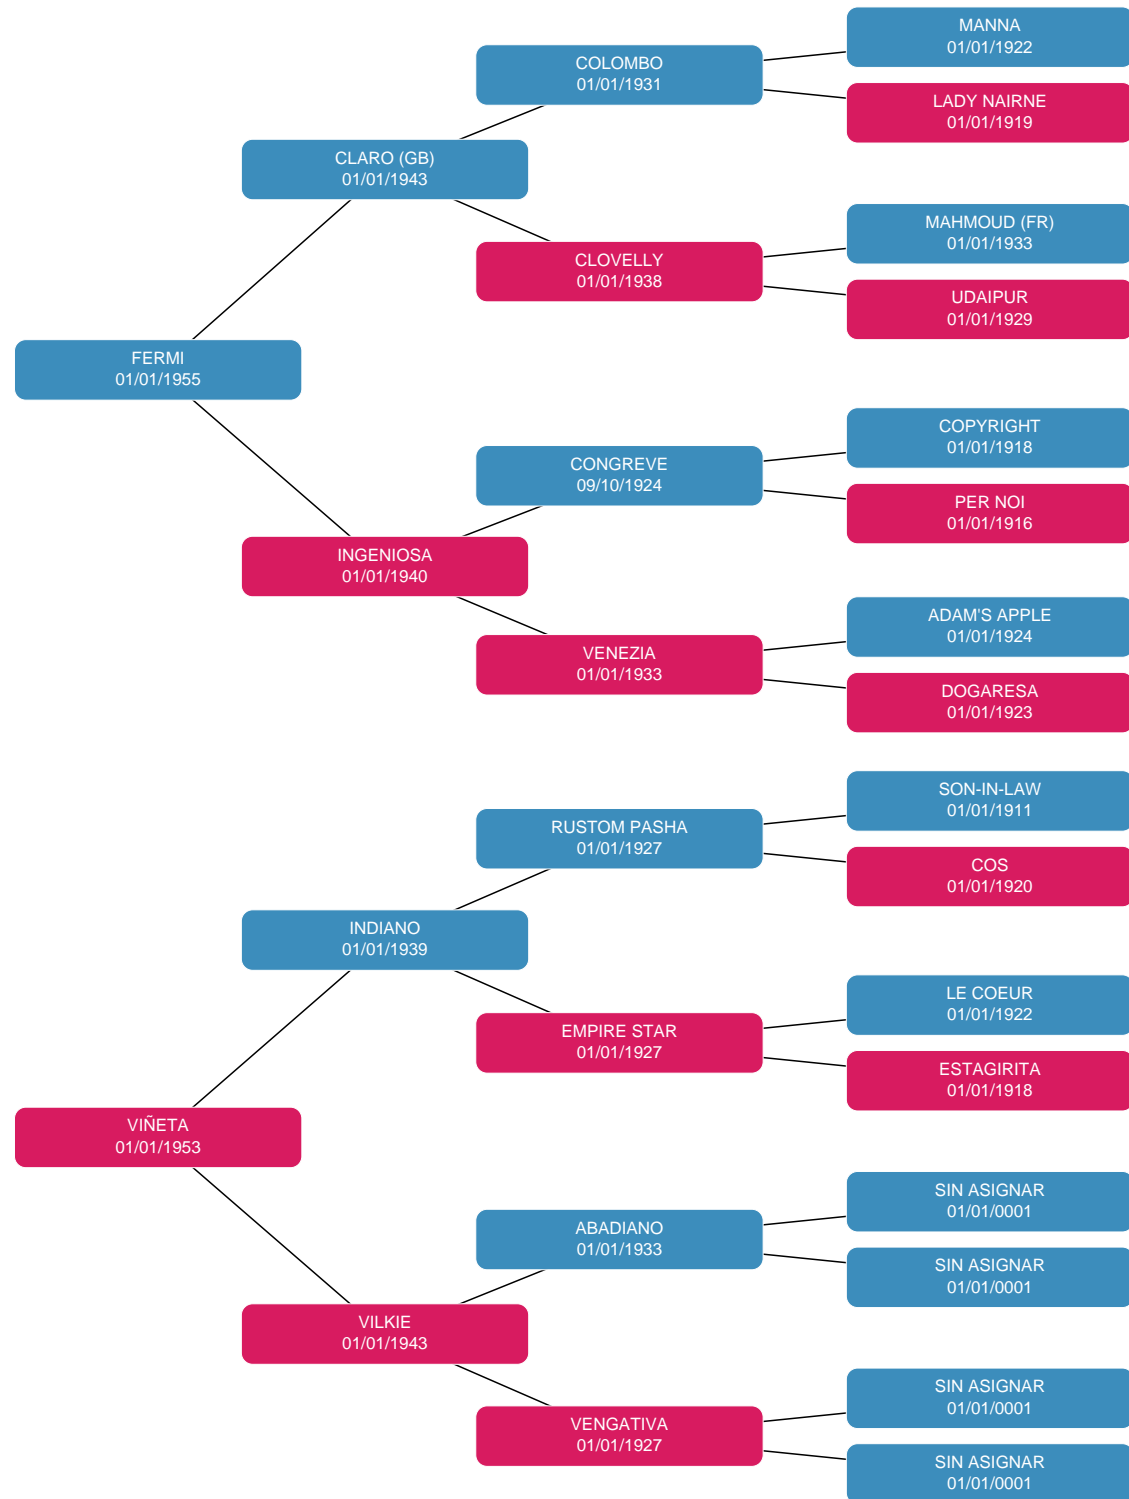 MANNA
01/01/1922
COLOMBO
01/01/1931
LADY NAIRNE
01/01/1919
CLARO (GB)
01/01/1943
MAHMOUD (FR)
01/01/1933
CLOVELLY
01/01/1938
UDAIPUR
01/01/1929
FERMI
01/01/1955
COPYRIGHT
01/01/1918
CONGREVE
09/10/1924
PER NOI
01/01/1916
INGENIOSA
01/01/1940
ADAM'S APPLE
01/01/1924
VENEZIA
01/01/1933
DOGARESA
01/01/1923
SON-IN-LAW
01/01/1911
RUSTOM PASHA
01/01/1927
COS
01/01/1920
INDIANO
01/01/1939
LE COEUR
01/01/1922
EMPIRE STAR
01/01/1927
ESTAGIRITA
01/01/1918
VIÑETA
01/01/1953
SIN ASIGNAR
01/01/0001
ABADIANO
01/01/1933
SIN ASIGNAR
01/01/0001
VILKIE
01/01/1943
SIN ASIGNAR
01/01/0001
VENGATIVA
01/01/1927
SIN ASIGNAR
01/01/0001